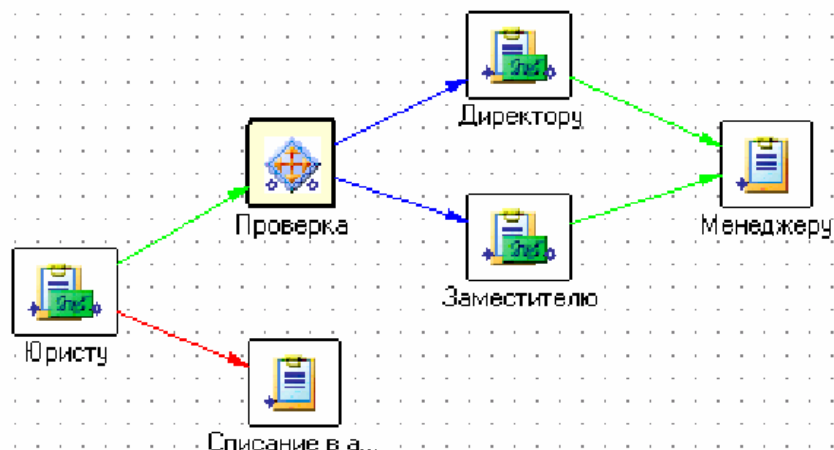 Директору
Проверка
Менеджеру
Заместителю
Юристу
Списание в а...